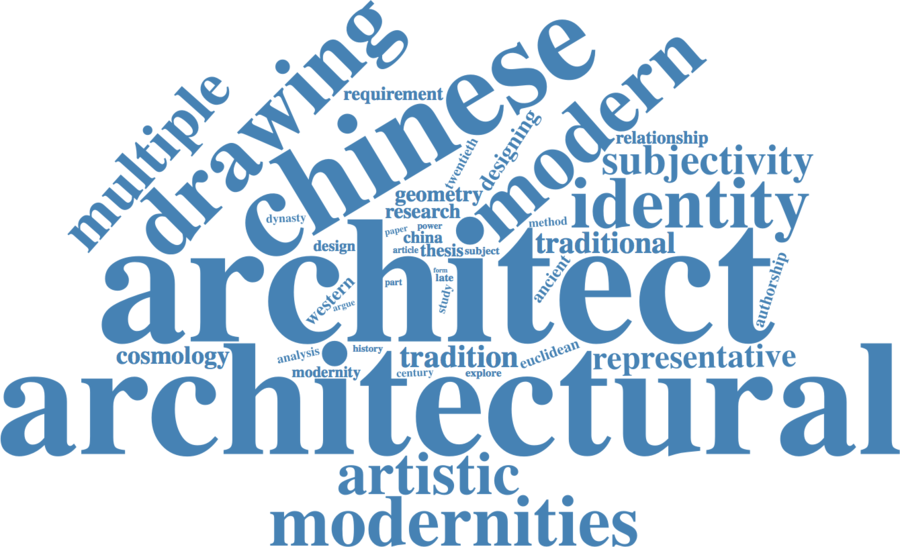 drawing
chinese
modern
multiple
requirement
designing
twentieth
relationship
subjectivity
geometry
identity
research
dynasty
paper
power
method
china
traditional
design
article
thesis
subject
architect
form
late
ancient
authorship
part
western
study
argue
cosmology
analysis
history
tradition
euclidean
representative
modernity
century
explore
architectural
artistic
modernities